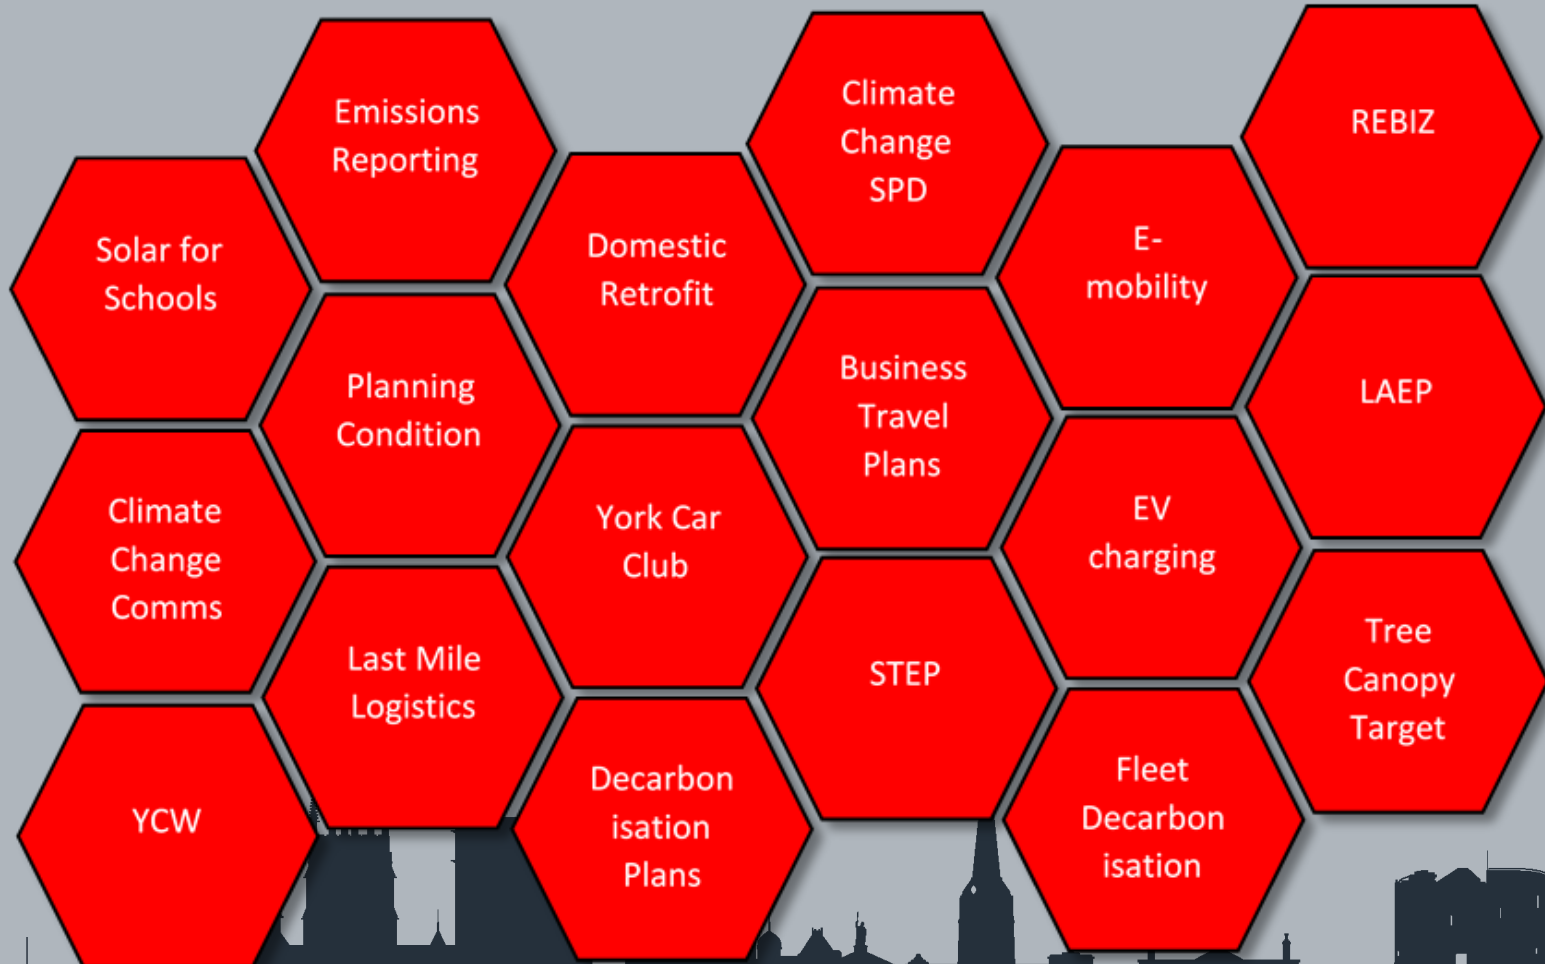 Solar for
Schools
Climate
Change
Comms
YCW
Emissions
Reporting
Planning
Condition
Last Mile
Logistics
Domestic
Retrofit
York Car
Club
Decarbon
isation
Plans
Climate
Change
SPD
Business
Travel
Plans
STEP
E-
mobility
EV
charging
Fleet
Decarbon
isation
REBIZ
LAEP
Tree
Canopy
Target